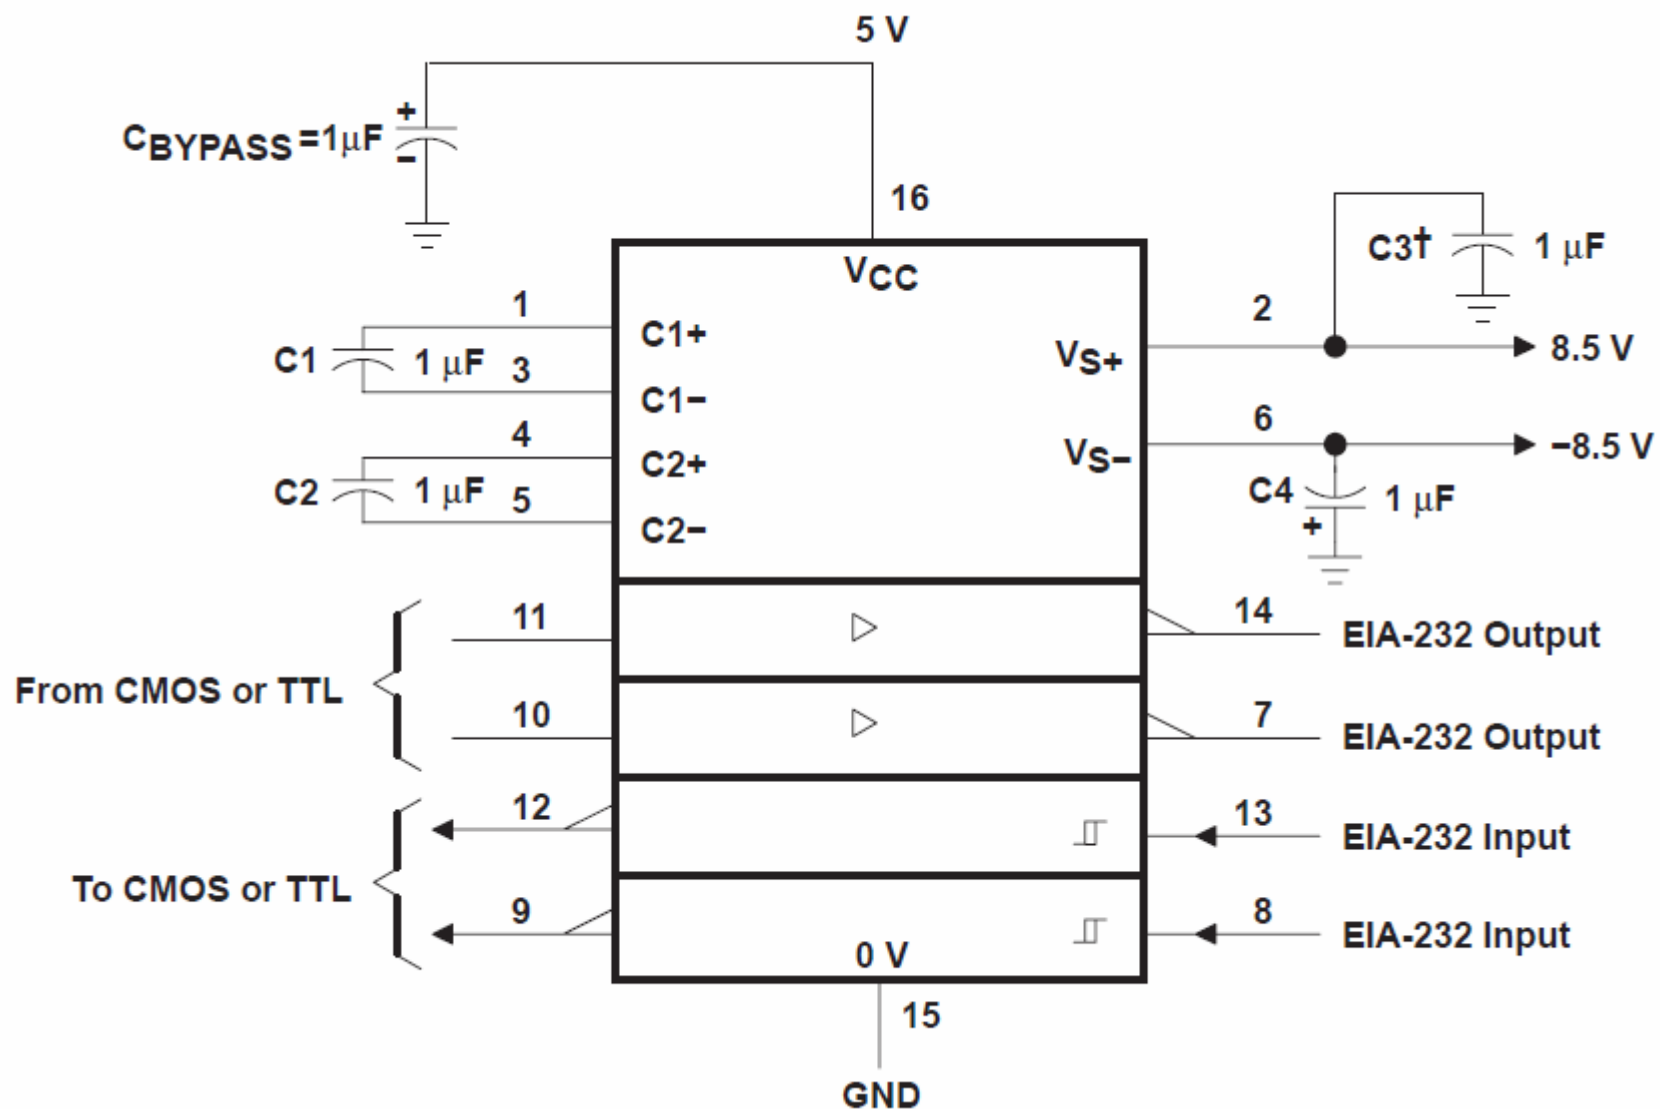 5 V
+
CBYPASS =1µF
−
16
C3† 1 µF
VCC
1
2
C1+
C1 1 µF
VS+
8.5 V
3
C1−
4
6
C2+
VS−
−8.5 V
C2 1 µF
5
C4 1 µF
C2−
+
11
14
EIA-232 Output
From CMOS or TTL
10
7
EIA-232 Output
12
13
EIA-232 Input
To CMOS or TTL
9
8
EIA-232 Input
0 V
15
GND